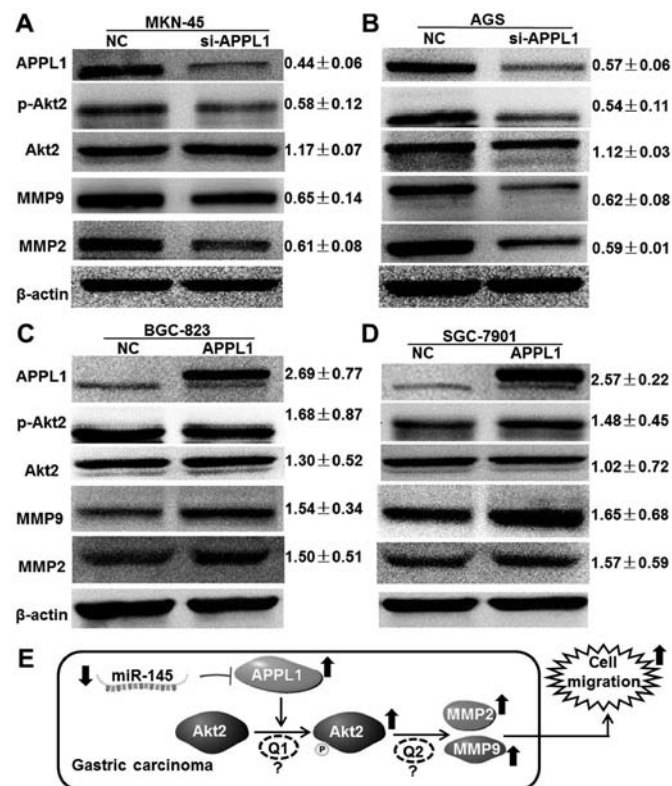 A
MKN-45
NC si-APPL1
APPL1 0.44±0.06
p-Akt2 0.58±0.12
Akt2 1.17±0.07
MMP9 0.65±0.14
MMP2 0.61±0.08
β-actin
B
AGS
NC si-APPL1
0.57±0.06
0.54±0.11
1.12±0.03
0.62±0.08
0.59±0.01
C
BGC-823
NC APPL1
APPL1 2.69±0.77
p-Akt2 1.68±0.87
Akt2 1.30±0.52
MMP9 1.54±0.34
MMP2 1.50±0.51
β-actin
D
SGC-7901
NC APPL1
2.57±0.22
1.48±0.45
1.02±0.72
1.65±0.68
1.57±0.59
E
miR-145 APPL1
Cell
migration
Akt2 Q1 P Akt2 Q2 MMP2
MMP9
? ?
Gastric carcinoma